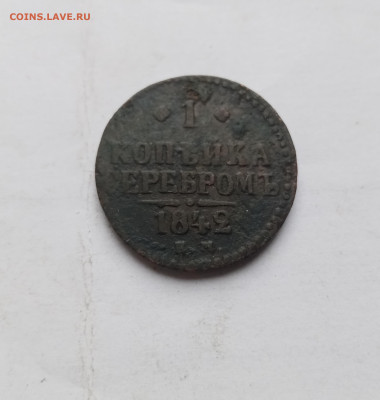 COINS.LAVE.RU
1
КОПѢЙКА
СЕРЕБРОМЪ
1842